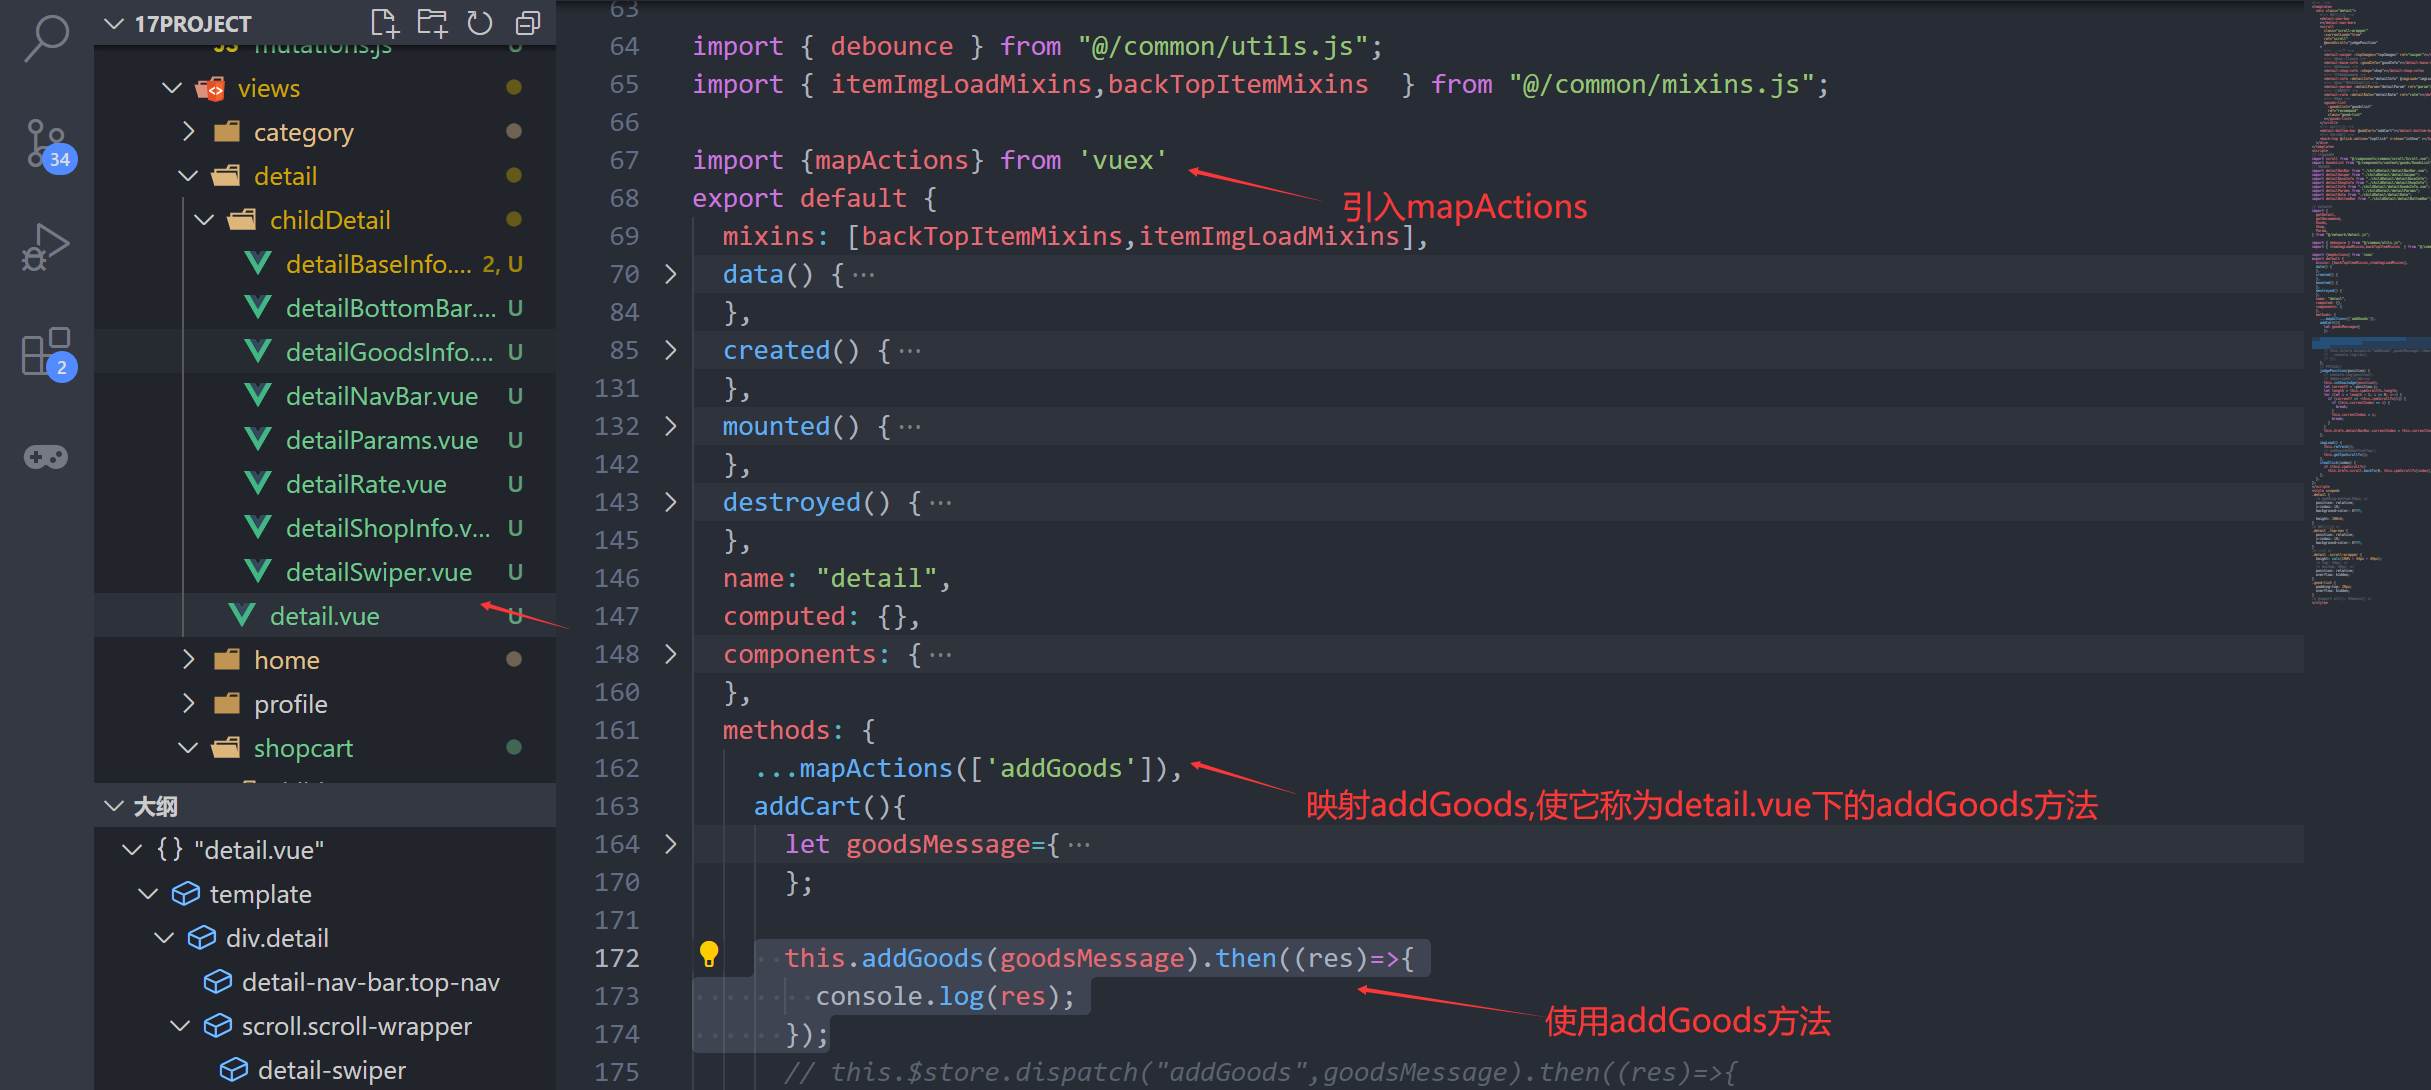 17PROJECT
mutations.js U
views
category
detail
childDetail
detailBaseInfo.... 2, U
detailBottomBar.... U
detailGoodsInfo.... U
detailNavBar.vue U
detailParams.vue U
detailRate.vue U
detailShopInfo.v... U
detailSwiper.vue U
detail.vue U
home
profile
shopcart
大纲
{} "detail.vue"
template
div.detail
detail-nav-bar.top-nav
scroll.scroll-wrapper
detail-swiper
34
2
63
64 import { debounce } from "@/common/utils.js";
65 import { itemImgLoadMixins,backTopItemMixins  } from "@/common/mixins.js";
66
67 import {mapActions} from 'vuex'
引入mapActions
68 export default {
69 mixins: [backTopItemMixins,itemImgLoadMixins],
70 data() {···
84 },
85 created() {···
131 },
132 mounted() {···
142 },
143 destroyed() {···
145 },
146 name: "detail",
147 computed: {},
148 components: {···
160 },
161 methods: {
162 ...mapActions(['addGoods']),
映射addGoods,使它称为detail.vue下的addGoods方法
163 addCart(){
164 let goodsMessage={···
170 };
171
172 this.addGoods(goodsMessage).then((res)=>{
173 console.log(res);
使用addGoods方法
174 });
175 // this.$store.dispatch("addGoods",goodsMessage).then((res)=>{